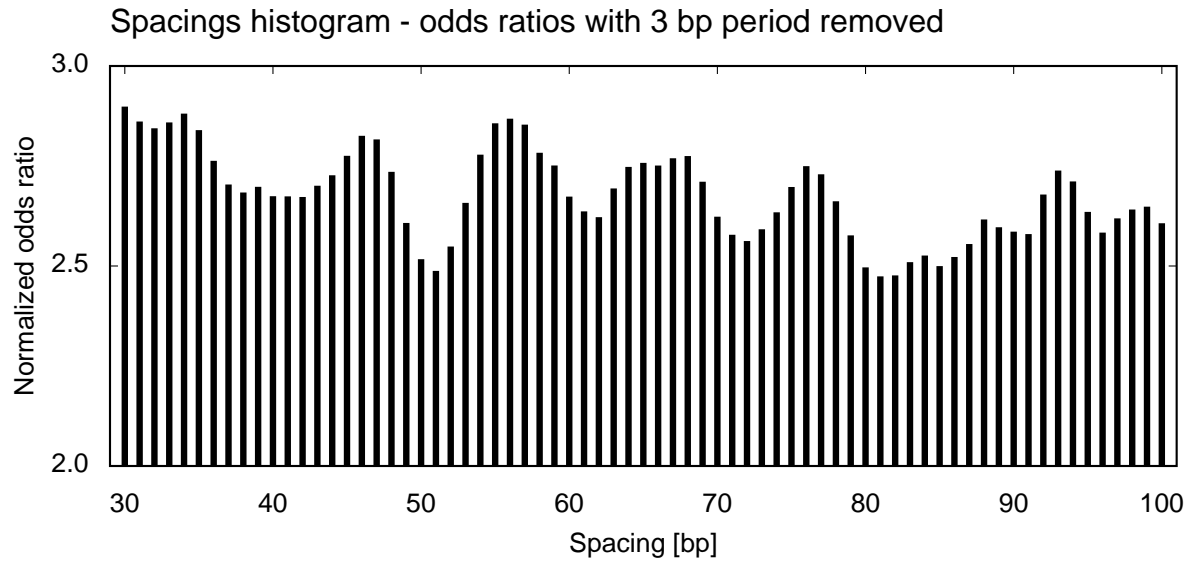 Spacings histogram - odds ratios with 3 bp period removed
3.0
2.5
2.0
Normalized odds ratio
30 40 50 60 70 80 90 100
Spacing [bp]